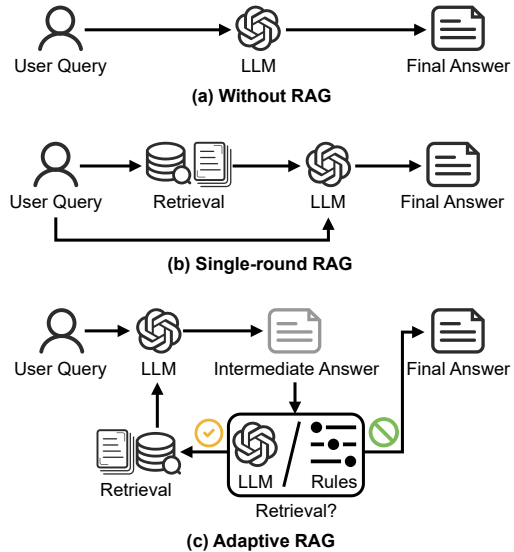 User Query LLM Final Answer
(a) Without RAG
User Query Retrieval LLM Final Answer
(b) Single-round RAG
User Query LLM Intermediate Answer Final Answer
LLM / Rules
Retrieval
Retrieval?
(c) Adaptive RAG